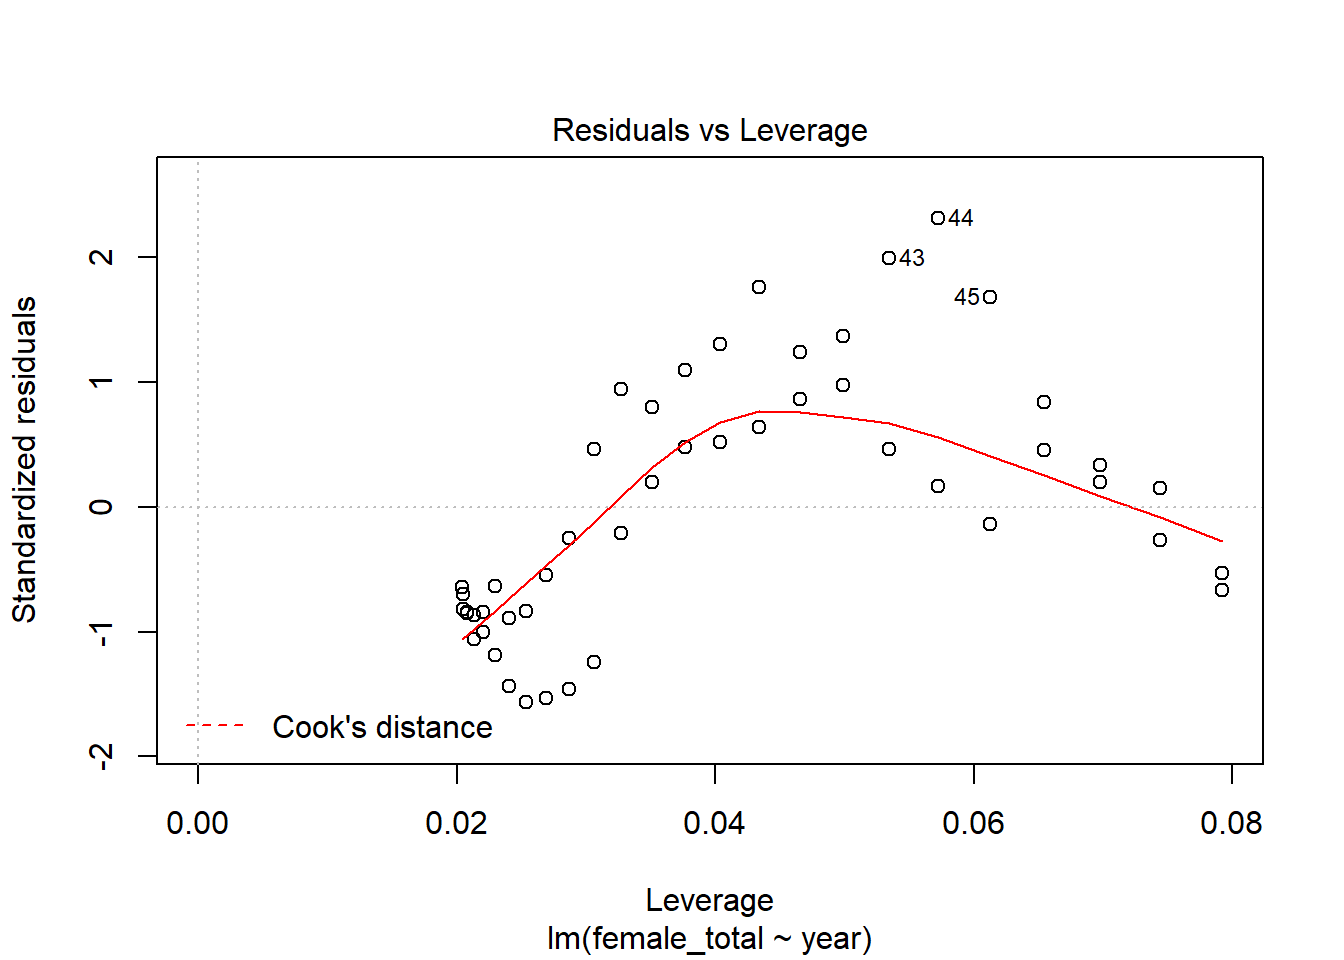 Residuals vs Leverage
Standardized residuals
2
1
0
-1
-2
44
43
45
Cook's distance
0.00 0.02 0.04 0.06 0.08
Leverage
lm(female_total ~ year)